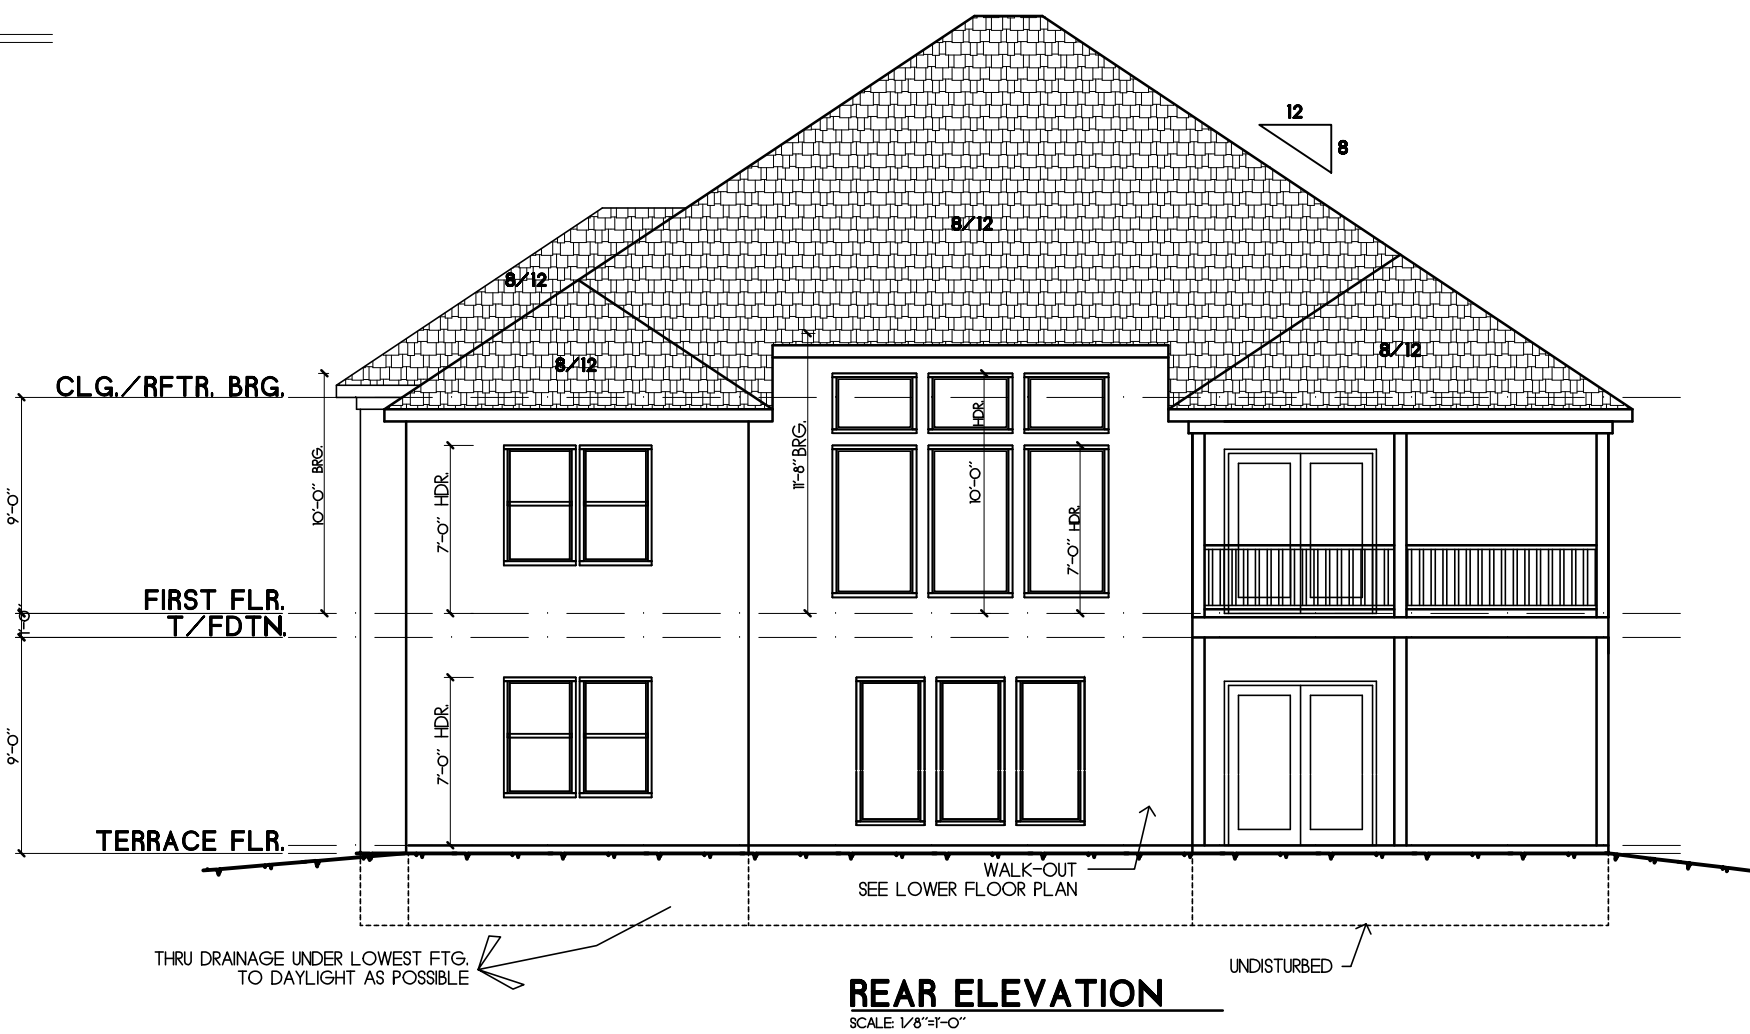 12
8
8/12
8/12
8/12
8/12
CLG./RFTR. BRG.
10'-0" BRG.
7'-0" HDR.
11'-8" BRG.
10'-0" HDR.
7'-0" HDR.
9'-0"
FIRST FLR.
1'-0"
T/FDTN.
7'-0" HDR.
9'-0"
TERRACE FLR.
WALK-OUT
SEE LOWER FLOOR PLAN
THRU DRAINAGE UNDER LOWEST FTG.
TO DAYLIGHT AS POSSIBLE
UNDISTURBED
REAR ELEVATION
SCALE: 1/8"=1'-0"